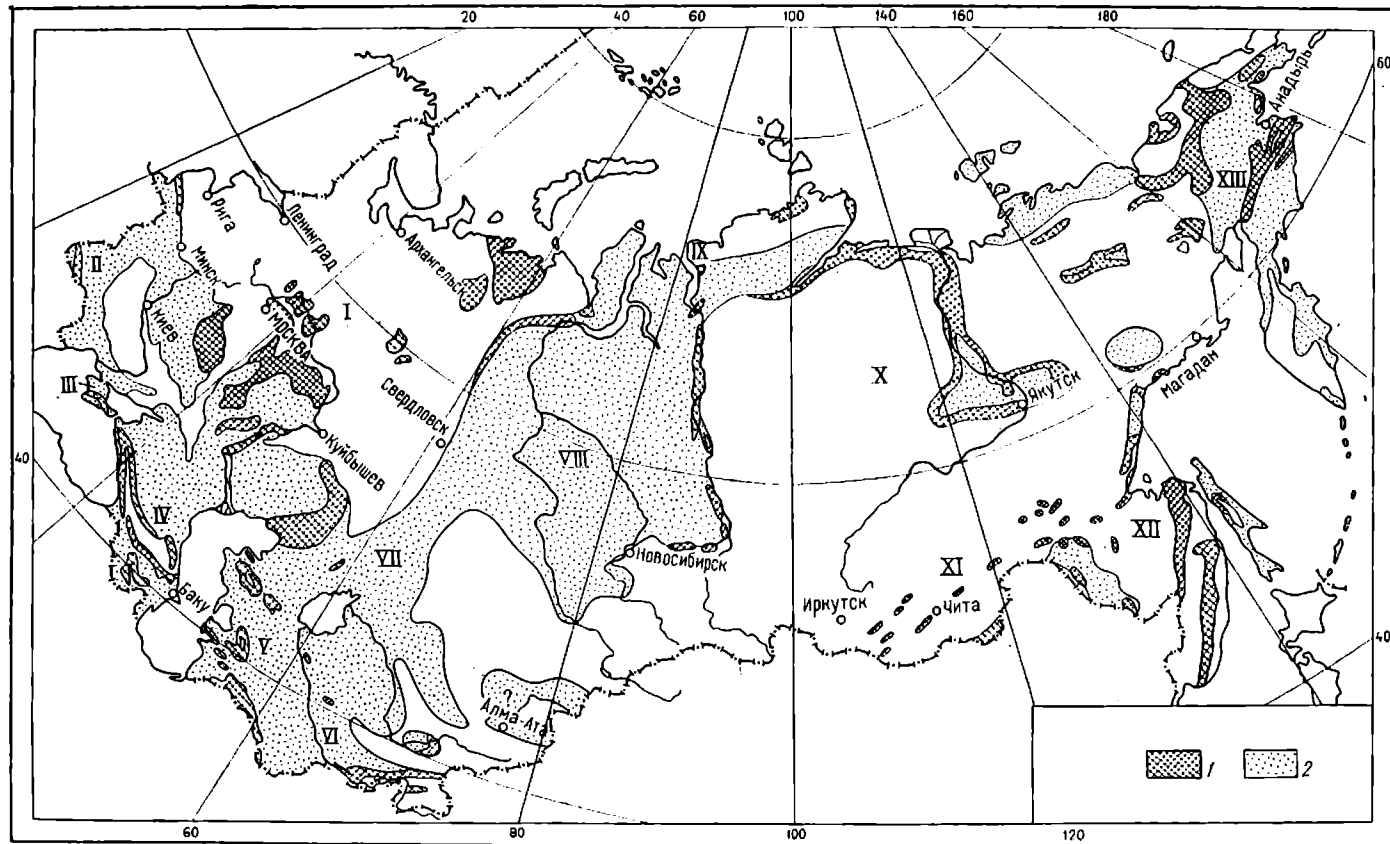 20 40 60 100 140 160 180
60
Анадырь
XIII
Рига
Ленинград
Архангельск
IX
II
Минск
Киев
Москва
I
Магадан
III
Свердловск
X
Якутск
40
Куйбышев
VIII
IV
VII
Новосибирск
XII
XI
Баку
Иркутск
Чита
V
40
?
Алма-Ата
VI
1 2
60 80 100 120